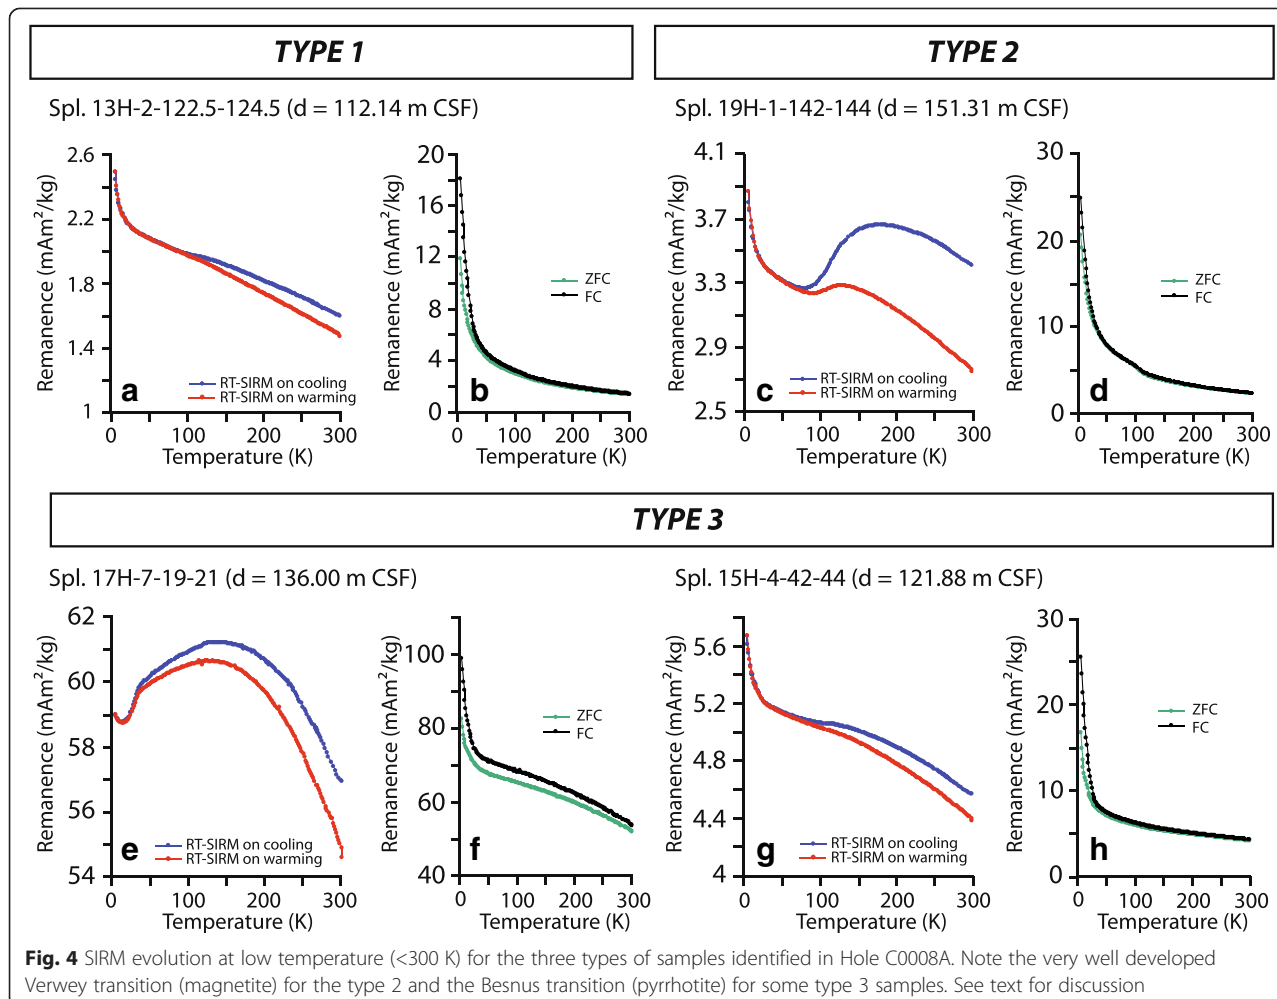 TYPE 1
TYPE 2
Spl. 13H-2-122.5-124.5 (d = 112.14 m CSF)
Spl. 19H-1-142-144 (d = 151.31 m CSF)
Remanence (mAm²/kg)
2.6
2.2
1.8
1.4
1
a
RT-SIRM on cooling
RT-SIRM on warming
0 100 200 300
Temperature (K)
Remanence (mAm²/kg)
20
16
12
8
4
0
b
ZFC
FC
0 100 200 300
Temperature (K)
Remanence (mAm²/kg)
4.1
3.7
3.3
2.9
2.5
c
RT-SIRM on cooling
RT-SIRM on warming
0 100 200 300
Temperature (K)
Remanence (mAm²/kg)
30
20
10
0
d
ZFC
FC
0 100 200 300
Temperature (K)
TYPE 3
Spl. 17H-7-19-21 (d = 136.00 m CSF)
Spl. 15H-4-42-44 (d = 121.88 m CSF)
Remanence (mAm²/kg)
62
60
58
56
54
e
RT-SIRM on cooling
RT-SIRM on warming
0 100 200 300
Temperature (K)
Remanence (mAm²/kg)
100
80
60
40
f
ZFC
FC
0 100 200 300
Temperature (K)
Remanence (mAm²/kg)
5.6
5.2
4.8
4.4
4
g
RT-SIRM on cooling
RT-SIRM on warming
0 100 200 300
Temperature (K)
Remanence (mAm²/kg)
30
20
10
0
h
ZFC
FC
0 100 200 300
Temperature (K)
Fig. 4 SIRM evolution at low temperature (<300 K) for the three types of samples identified in Hole C0008A. Note the very well developed
Verwey transition (magnetite) for the type 2 and the Besnus transition (pyrrhotite) for some type 3 samples. See text for discussion